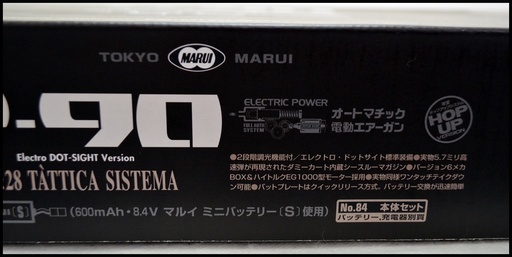 TOKYO MARUI MARUI
-90
ELECTRIC POWER
FULL AUTO SYSTEM
オートマチック
電動エアーガン
HOP UP
VERSION
Electro DOT-SIGHT Version
.28 TÀTTICA SISTEMA
●2段階調光機能付/エレクトロ・ドットサイト標準装備●実物5.7ミリ高
速弾が再現されたダミーカート内蔵シースルーマガジン●バージョン6メカ
BOX&ハイトルクEG1000型モーター採用●実物同様ワンタッチテイクダウ
ン可能●バットプレートはクイックリリース方式。バッテリー交換が迅速簡単
(S)
(600mAh・8.4V マルイ ミニバッテリー(S)使用)
No.84 本体セット
バッテリー,充電器別買